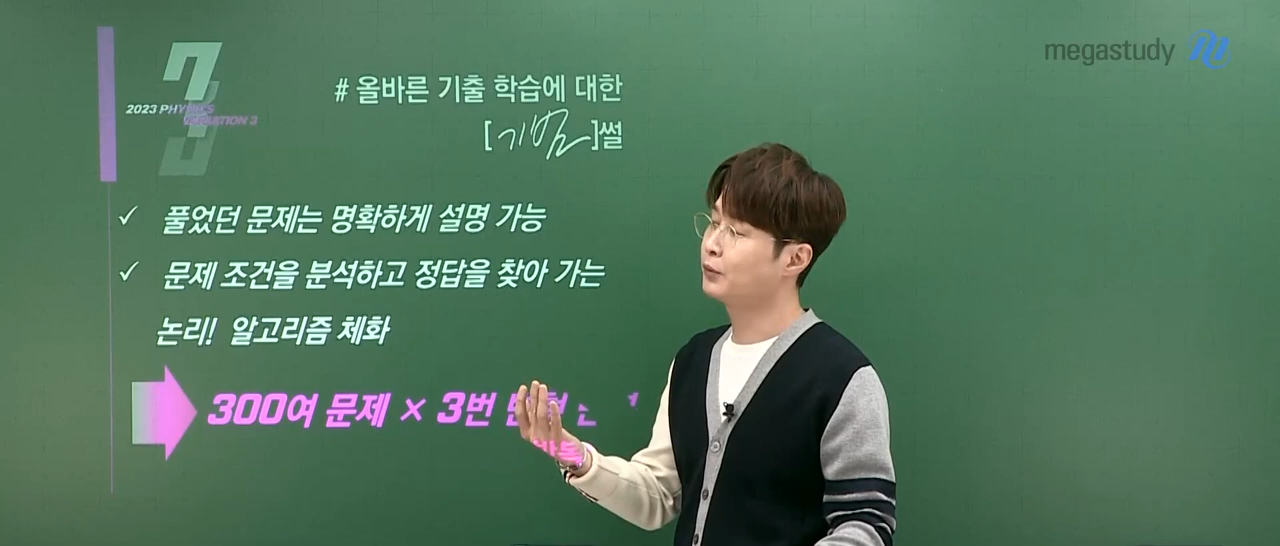 megastudy
2023 PHYSICS
VARIATION 3
# 올바른 기출 학습에 대한
[기범]썰
✓ 풀었던 문제는 명확하게 설명 가능
✓ 문제 조건을 분석하고 정답을 찾아 가는
논리! 알고리즘 체화
300여 문제 × 3번